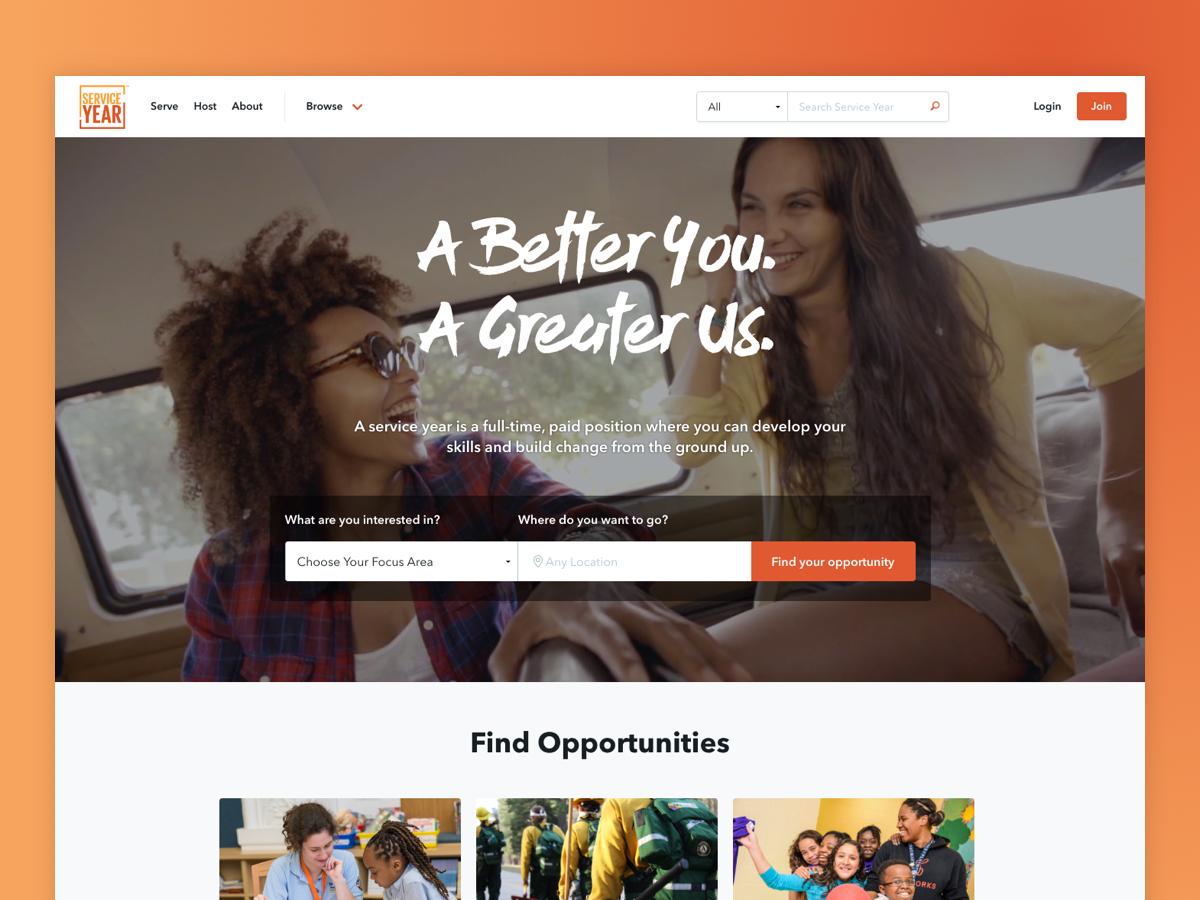 SERVICE
YEAR
Serve
Host
About
Browse
All
Search Service Year
Login
Join
A Better You.
A Greater Us.
A service year is a full-time, paid position where you can develop your
skills and build change from the ground up.
What are you interested in?
Where do you want to go?
Choose Your Focus Area
Any Location
Find your opportunity
Find Opportunities
ORKS